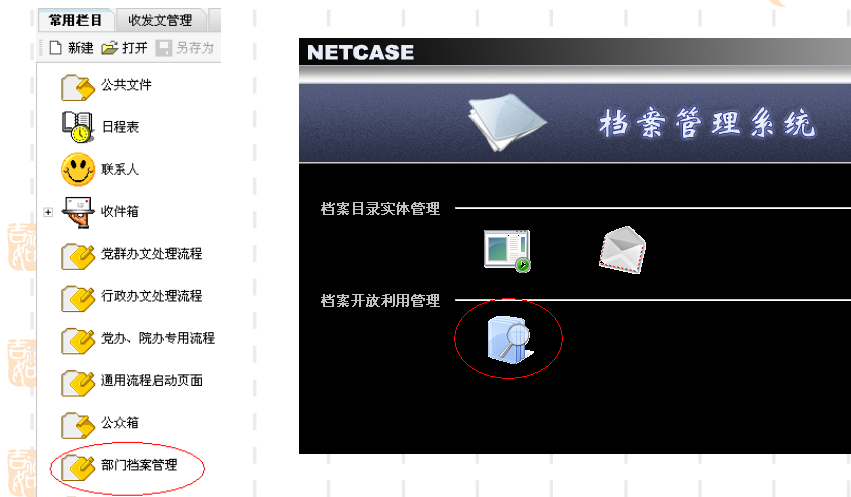 常用栏目 收发文管理
新建 打开 另存为
公共文件
日程表
联系人
收件箱
党群办文处理流程
行政办文处理流程
党办、院办专用流程
通用流程启动页面
公众箱
部门档案管理
NETCASE
档案管理系统
档案目录实体管理
档案开放利用管理